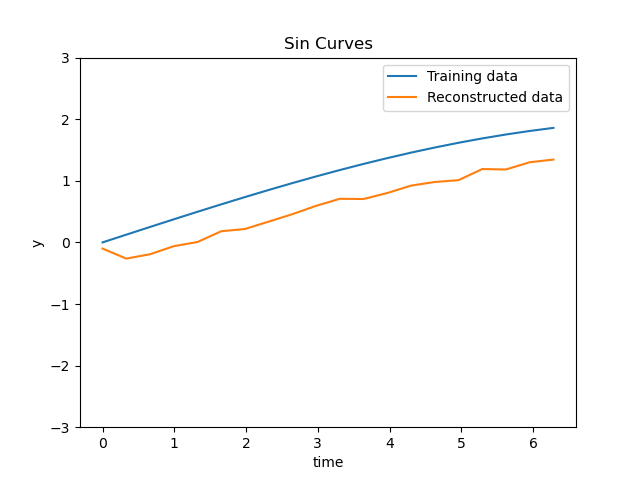 Sin Curves
Training data
Reconstructed data
3
2
1
0
−1
−2
−3
y
0 1 2 3 4 5 6
time